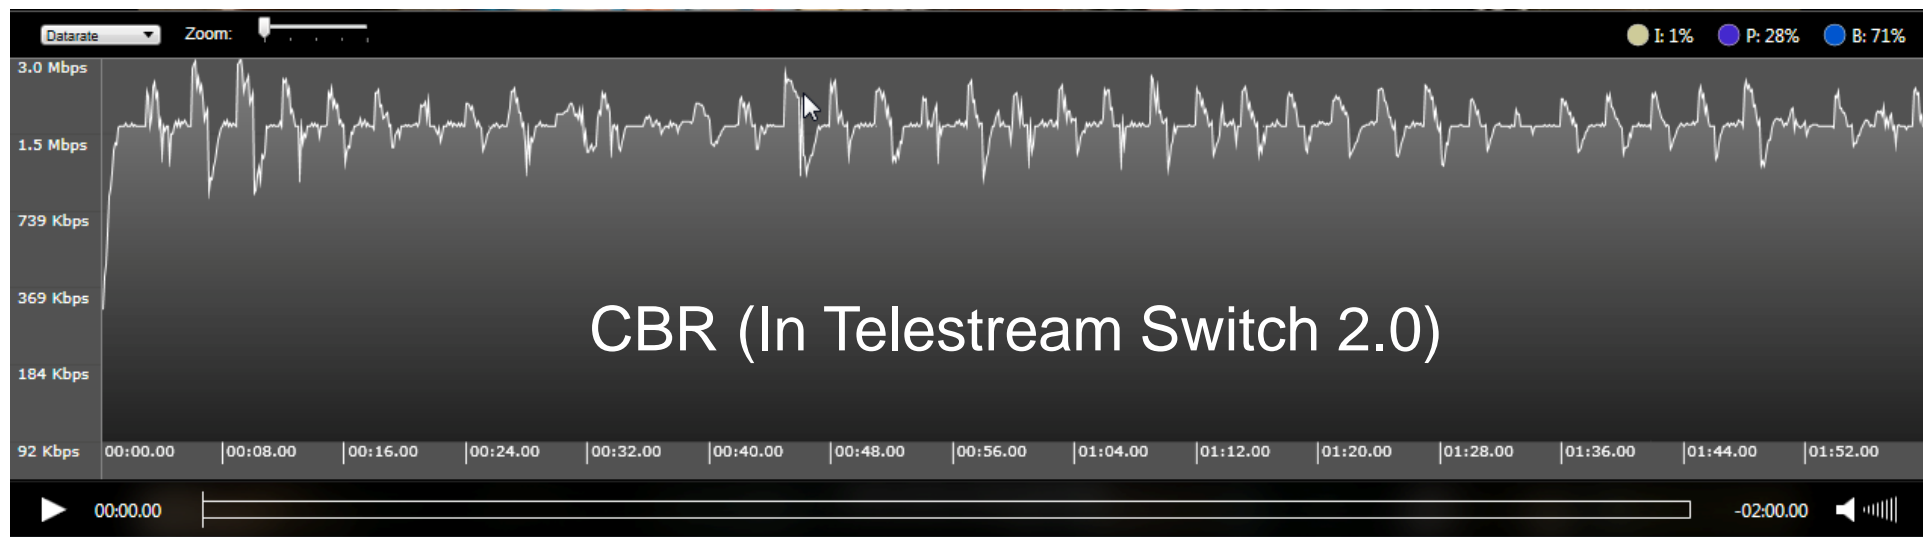 Datarate Zoom: I: 1% P: 28% B: 71%
3.0 Mbps
1.5 Mbps
739 Kbps
369 Kbps
CBR (In Telestream Switch 2.0)
184 Kbps
92 Kbps 00:00.00 00:08.00 00:16.00 00:24.00 00:32.00 00:40.00 00:48.00 00:56.00 01:04.00 01:12.00 01:20.00 01:28.00 01:36.00 01:44.00 01:52.00
00:00.00 -02:00.00